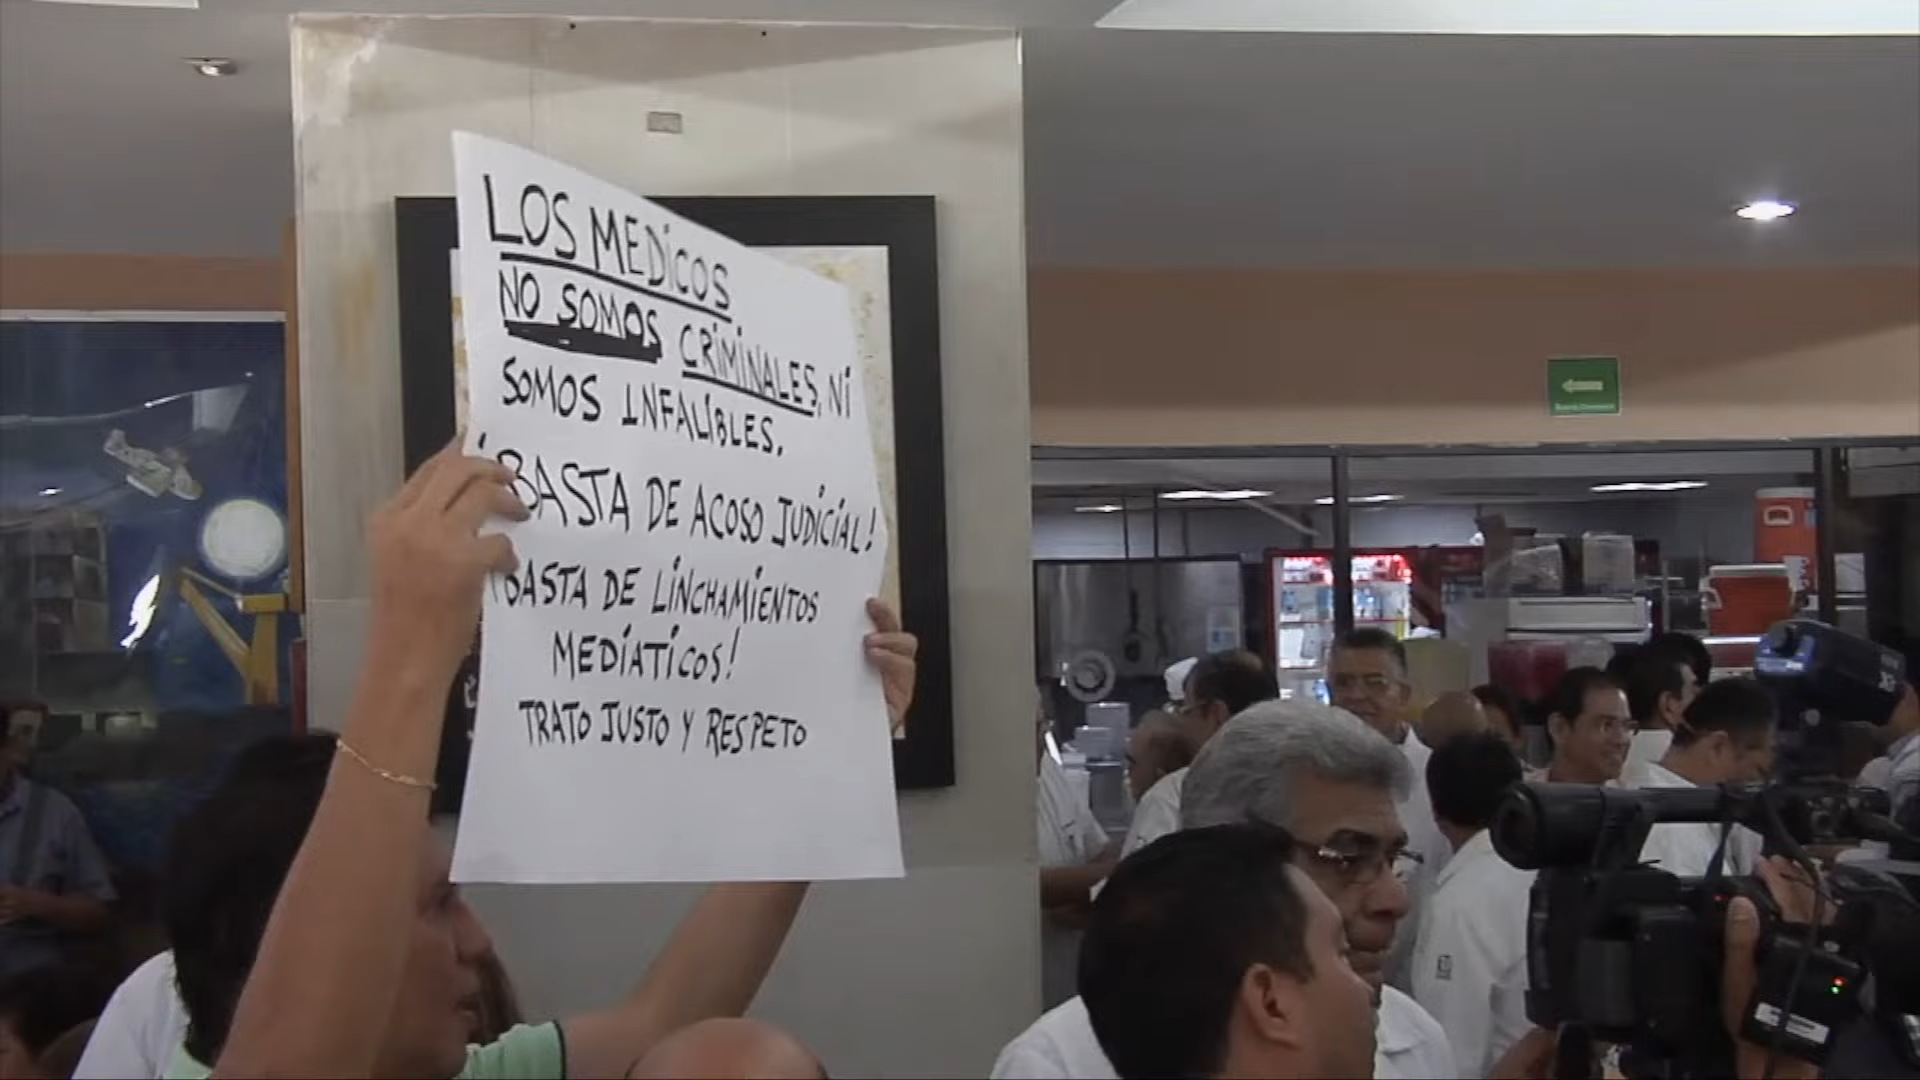 LOS MEDiCOS
NO SOMOS CRiMiNALES, Ni
SOMOS INFALiBLES.
¡BASTA DE ACOSO JUDiCiAL!
¡BASTA DE LiNCHAMiENTOS
MEDiATiCOS!
TRATO JUSTO Y RESPETO